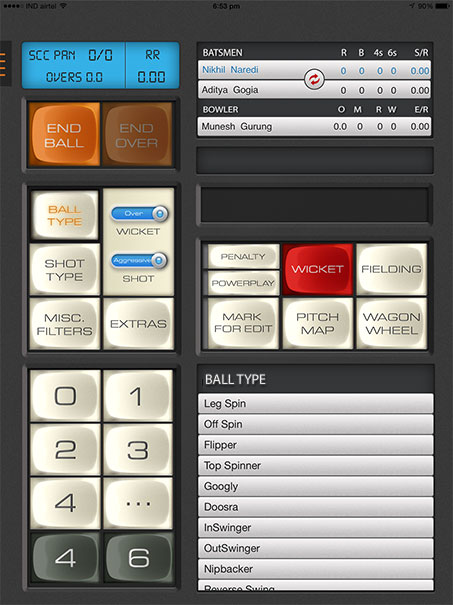 IND airtel 6:53 pm 90%
SCC PAN 0/0 RR
OVERS 0.0 0.00
BATSMEN R B 4s 6s S/R
Nikhil Naredi 0 0 0 0 0.00
Aditya Gogia 0 0 0 0 0.00
BOWLER O M R W E/R
Munesh Gurung 0.0 0 0 0 0.00
END BALL
END OVER
BALL TYPE
Over
WICKET
SHOT TYPE
Aggressive
SHOT
MISC. FILTERS
EXTRAS
PENALTY
POWERPLAY
WICKET
FIELDING
MARK FOR EDIT
PITCH MAP
WAGON WHEEL
0 1
2 3
4 ...
4 6
BALL TYPE
Leg Spin
Off Spin
Flipper
Top Spinner
Googly
Doosra
InSwinger
OutSwinger
Nipbacker
Reverse Swing